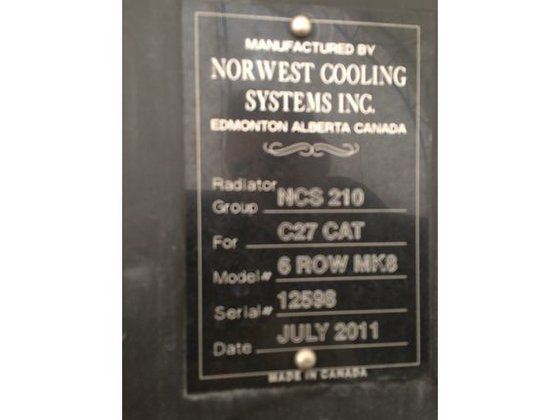 MANUFACTURED BY
NORWEST COOLING
SYSTEMS INC.
EDMONTON ALBERTA CANADA
Radiator
Group NCS 210
For C27 CAT
Model# 6 ROW MK8
Serial# 12598
Date JULY 2011
MADE IN CANADA